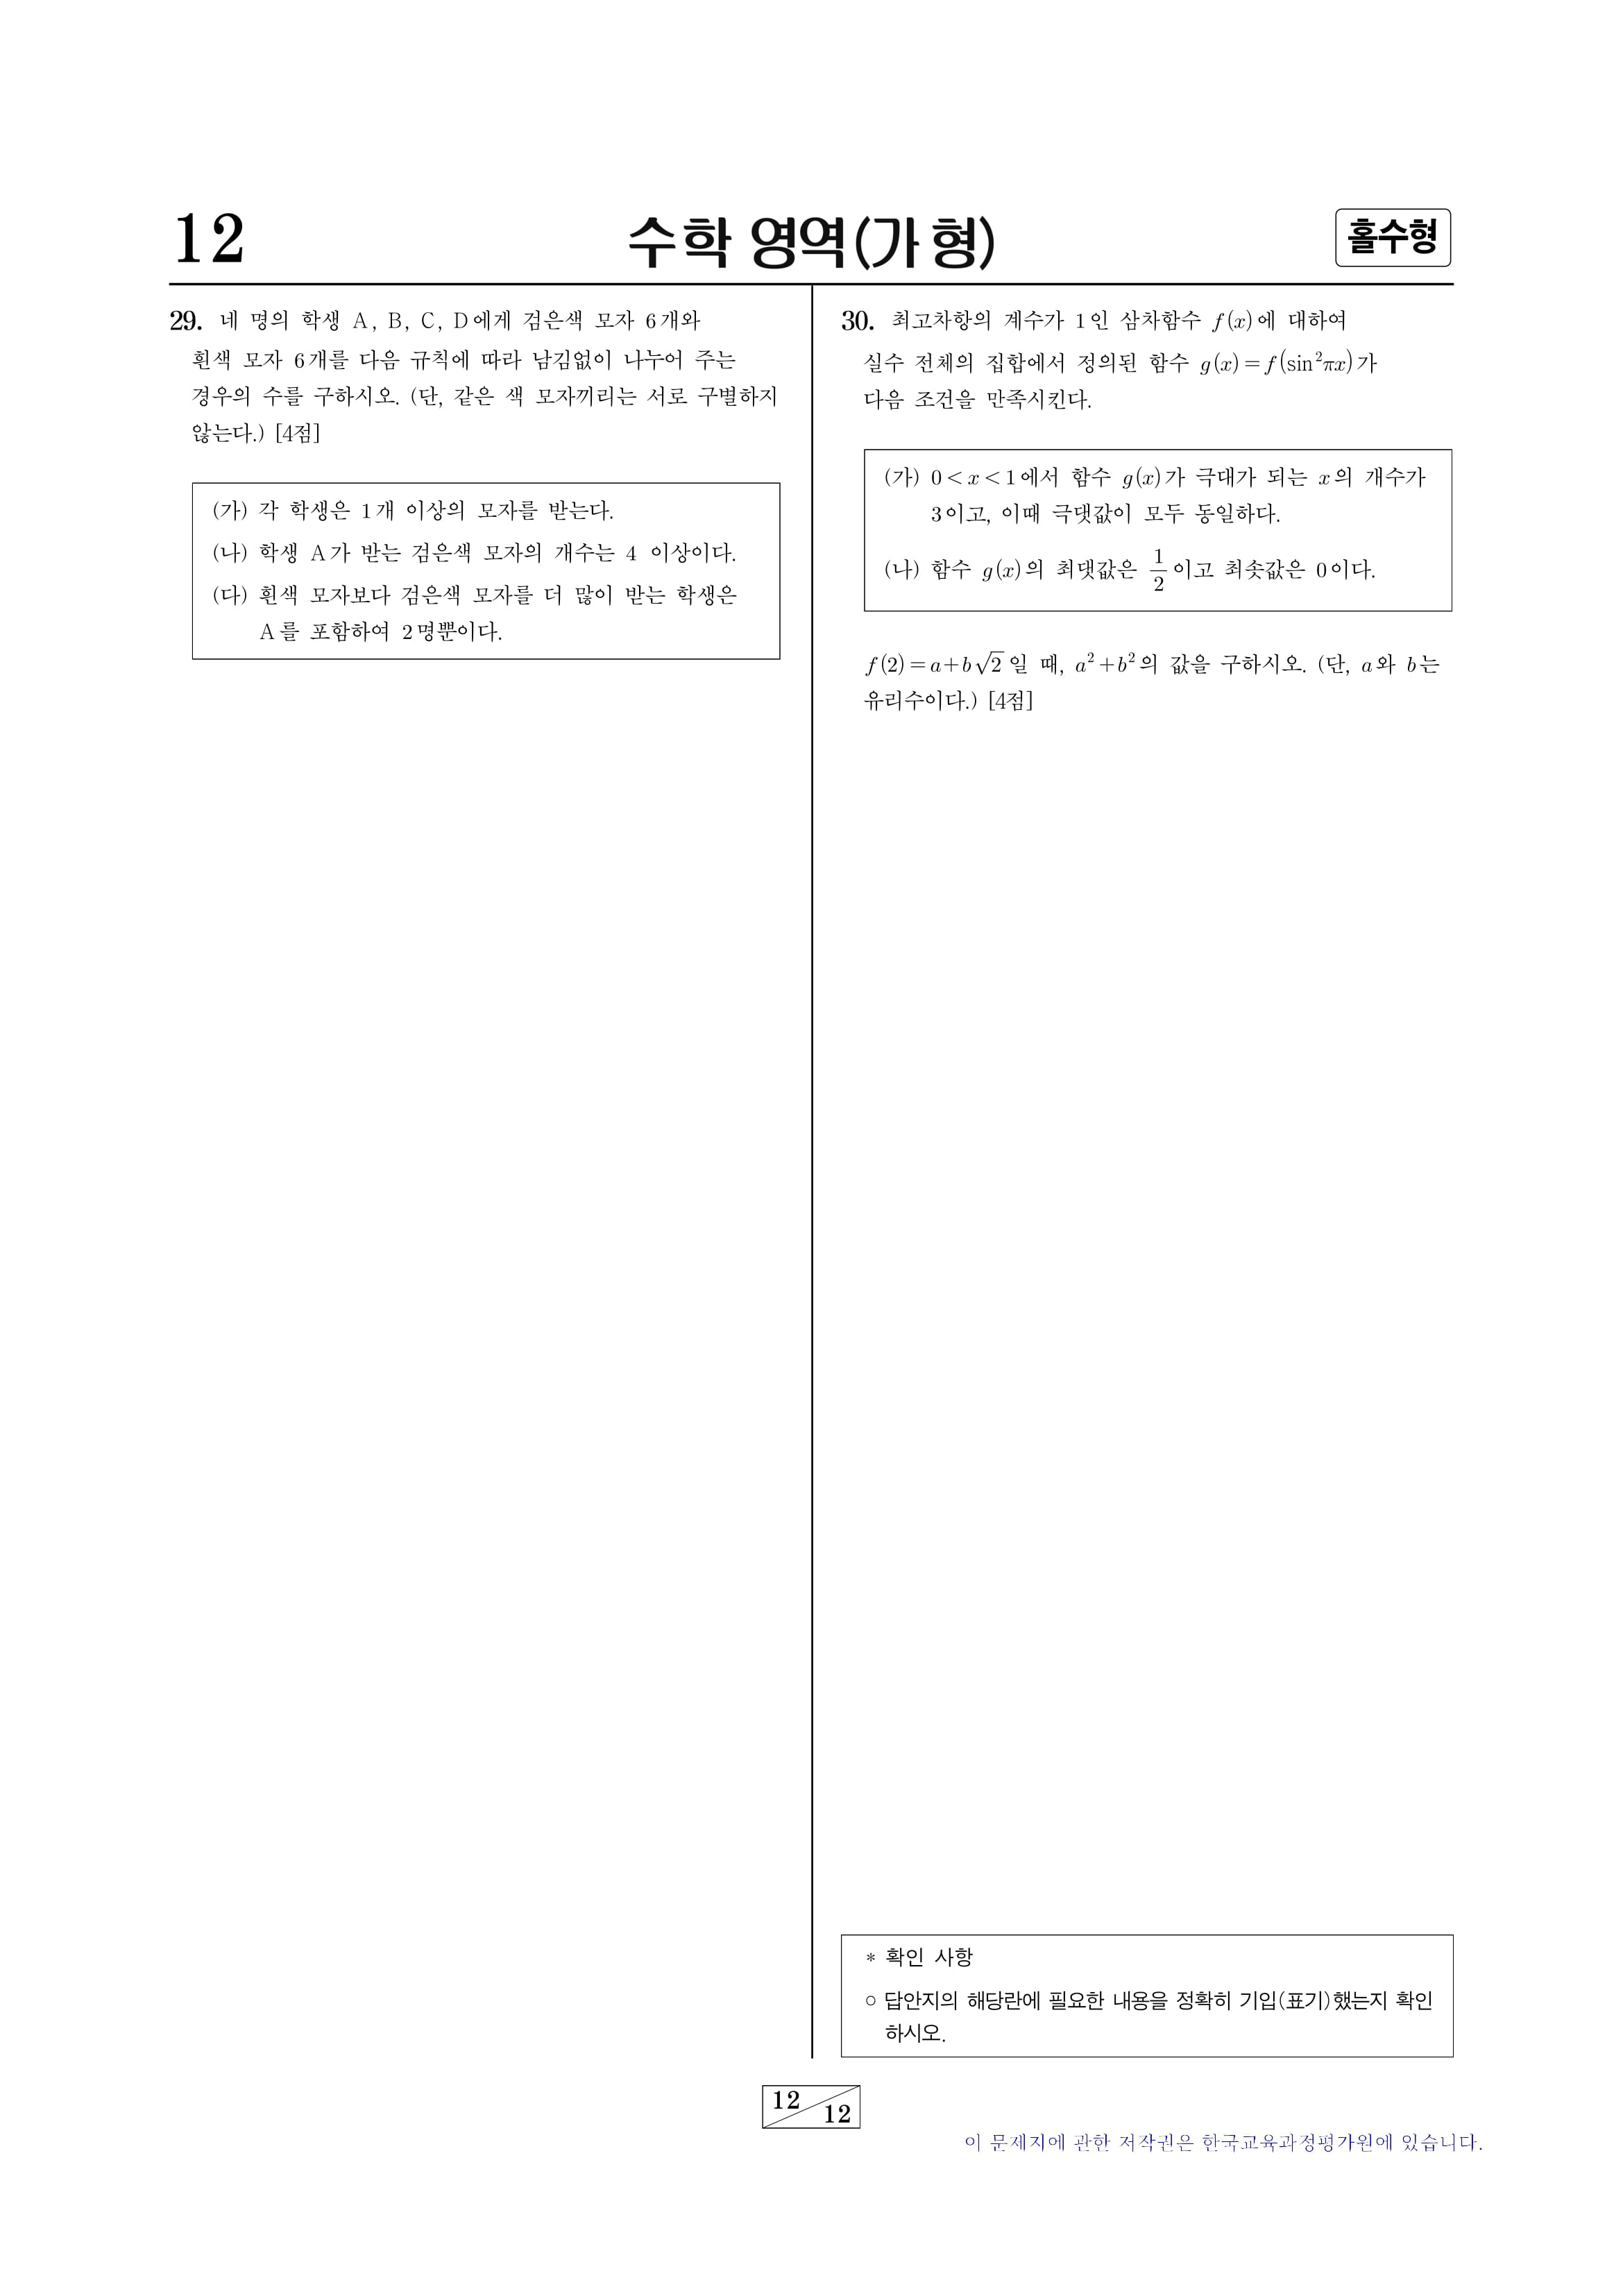 12
수학 영역(가형)
홀수형
29. 네 명의 학생 A, B, C, D에게 검은색 모자 6개와
흰색 모자 6개를 다음 규칙에 따라 남김없이 나누어 주는
경우의 수를 구하시오. (단, 같은 색 모자끼리는 서로 구별하지
않는다.) [4점]
(가) 각 학생은 1개 이상의 모자를 받는다.
(나) 학생 A가 받는 검은색 모자의 개수는 4 이상이다.
(다) 흰색 모자보다 검은색 모자를 더 많이 받는 학생은
A를 포함하여 2명뿐이다.
30. 최고차항의 계수가 1인 삼차함수 f(x)에 대하여
실수 전체의 집합에서 정의된 함수 g(x)=f(sin²πx)가
다음 조건을 만족시킨다.
(가) 0<x<1에서 함수 g(x)가 극대가 되는 x의 개수가
3이고, 이때 극댓값이 모두 동일하다.
(나) 함수 g(x)의 최댓값은 1/2이고 최솟값은 0이다.
f(2)=a+b√2일 때, a²+b²의 값을 구하시오. (단, a와 b는
유리수이다.) [4점]
* 확인 사항
○ 답안지의 해당란에 필요한 내용을 정확히 기입(표기)했는지 확인
하시오.
12
12
이 문제지에 관한 저작권은 한국교육과정평가원에 있습니다.